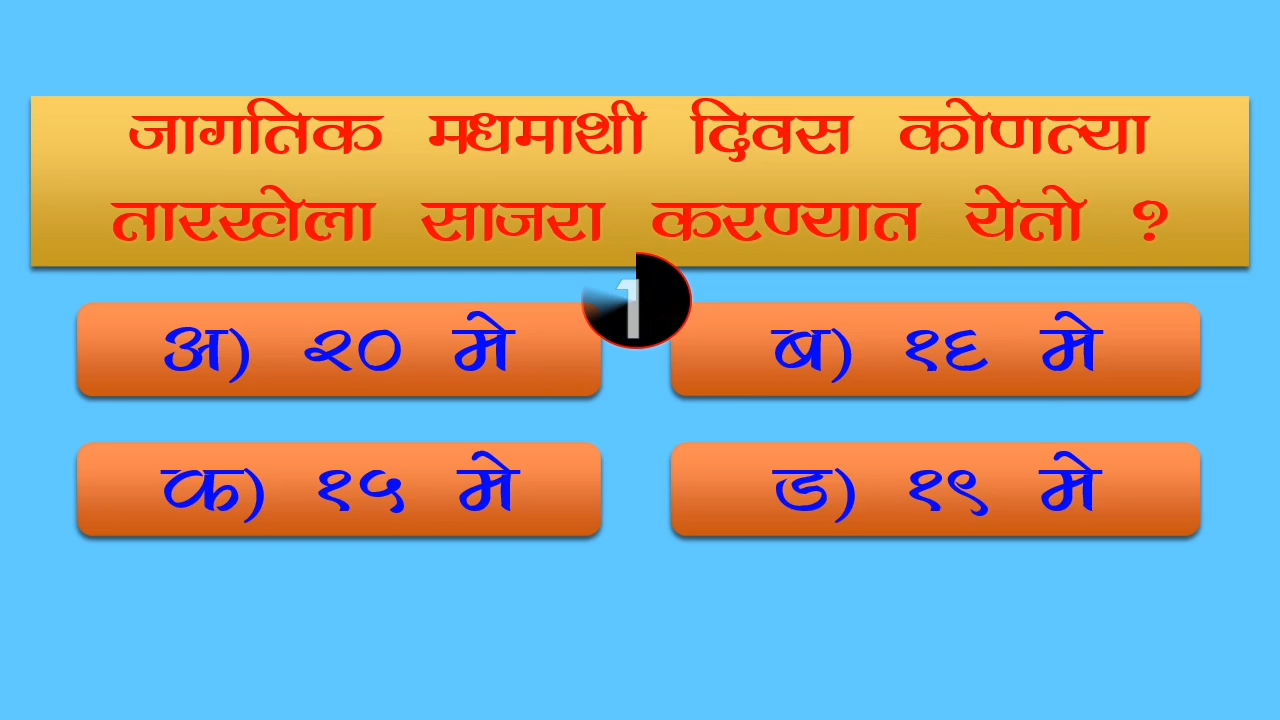 जागतिक मधमाशी दिवस कोणत्या
तारखेला साजरा करण्यात येतो ?
1
अ) २० मे
ब) १६ मे
क) १५ मे
ड) १९ मे